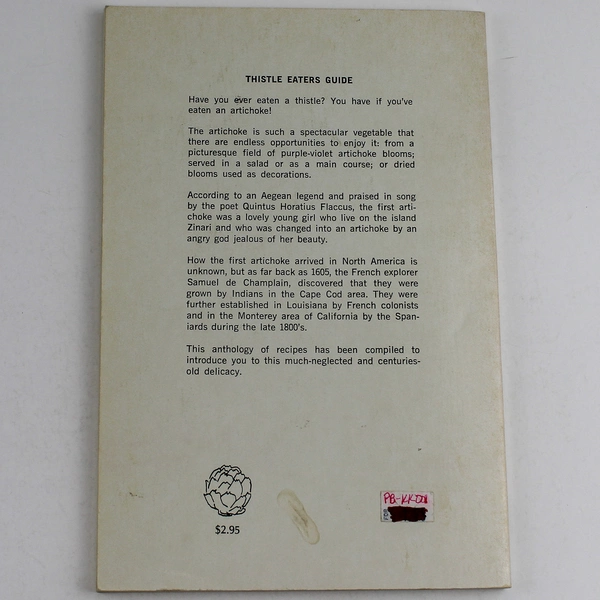 THISTLE EATERS GUIDE
Have you ever eaten a thistle? You have if you've
eaten an artichoke!
The artichoke is such a spectacular vegetable that
there are endless opportunities to enjoy it: from a
picturesque field of purple-violet artichoke blooms;
served in a salad or as a main course; or dried
blooms used as decorations.
According to an Aegean legend and praised in song
by the poet Quintus Horatius Flaccus, the first arti-
choke was a lovely young girl who live on the island
Zinari and who was changed into an artichoke by an
angry god jealous of her beauty.
How the first artichoke arrived in North America is
unknown, but as far back as 1605, the French explorer
Samuel de Champlain, discovered that they were
grown by Indians in the Cape Cod area. They were
further established in Louisiana by French colonists
and in the Monterey area of California by the Span-
iards during the late 1800's.
This anthology of recipes has been compiled to
introduce you to this much-neglected and centuries-
old delicacy.
$2.95